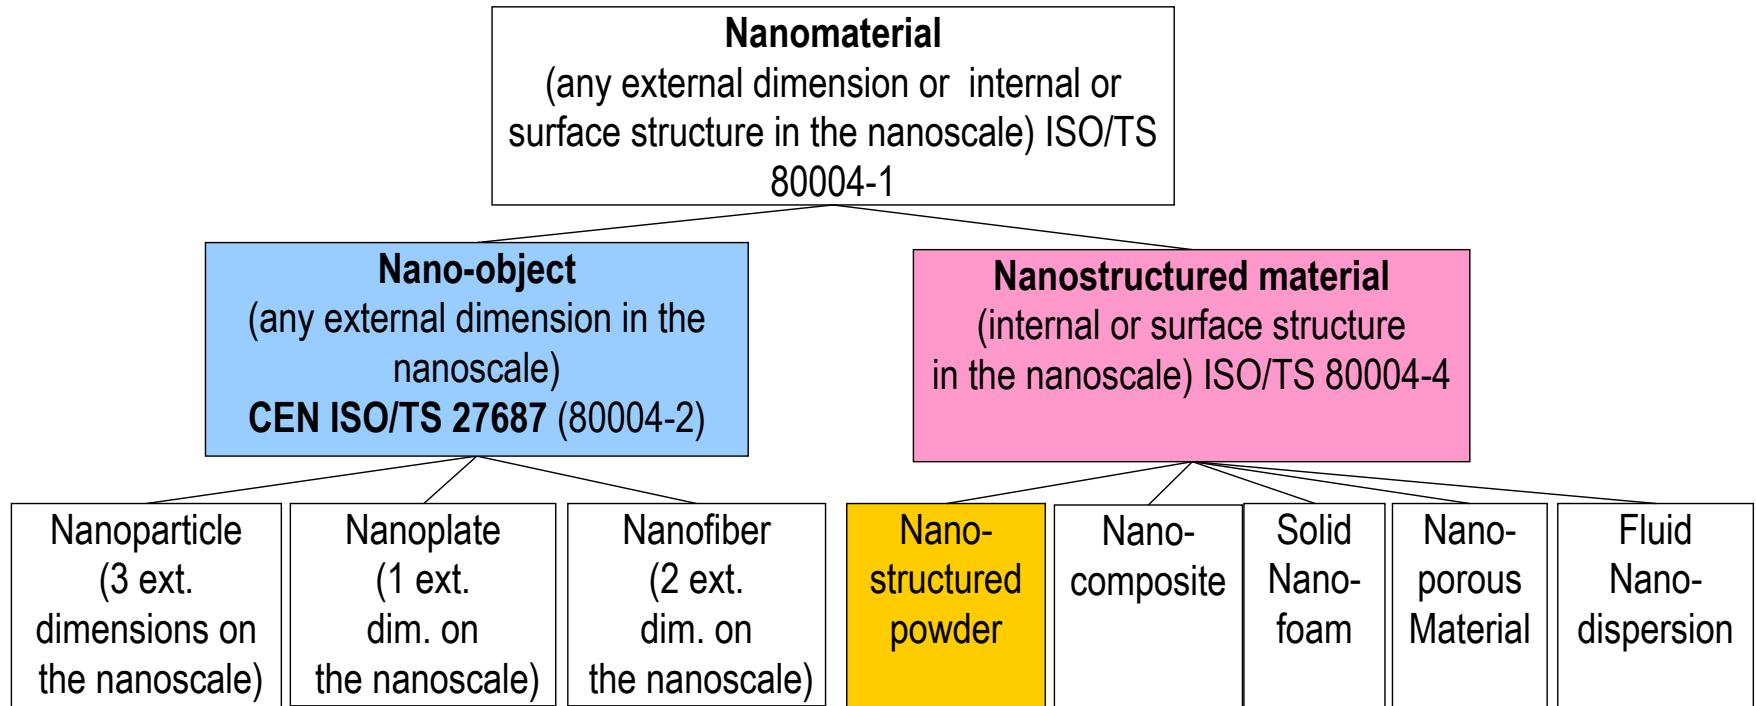 Nanomaterial
(any external dimension or internal or
surface structure in the nanoscale) ISO/TS
80004-1
Nano-object
(any external dimension in the
nanoscale)
CEN ISO/TS 27687 (80004-2)
Nanostructured material
(internal or surface structure
in the nanoscale) ISO/TS 80004-4
Nanoparticle
(3 ext.
dimensions on
the nanoscale)
Nanoplate
(1 ext.
dim. on
the nanoscale)
Nanofiber
(2 ext.
dim. on
the nanoscale)
Nano-
structured
powder
Nano-
composite
Solid
Nano-
foam
Nano-
porous
Material
Fluid
Nano-
dispersion